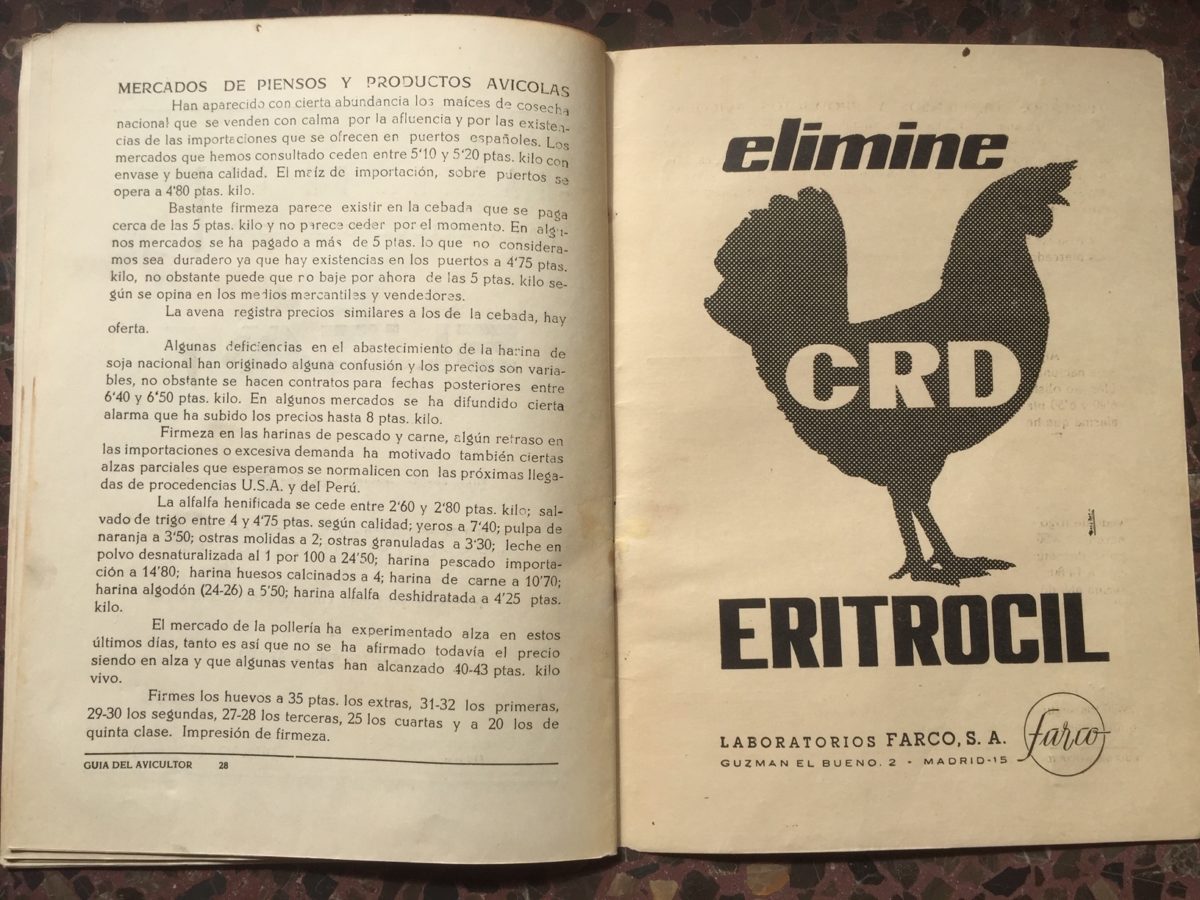 MERCADOS DE PIENSOS Y PRODUCTOS AVICOLAS
Han aparecido con cierta abundancia los maíces de cosecha
nacional que se venden con calma por la afluencia y por las existen-
cias de las importaciones que se ofrecen en puertos españoles. Los
mercados que hemos consultado ceden entre 5'10 y 5'20 ptas. kilo con
envase y buena calidad. El maíz de importación, sobre puertos se
opera a 4'80 ptas. kilo.
Bastante firmeza parece existir en la cebada que se paga
cerca de las 5 ptas. kilo y no parece ceder por el momento. En algu-
nos mercados se ha pagado a más de 5 ptas. lo que no considera-
mos sea duradero ya que hay existencias en los puertos a 4'75 ptas.
kilo, no obstante puede que no baje por ahora de las 5 ptas. kilo se-
gún se opina en los medios mercantiles y vendedores.
La avena registra precios similares a los de la cebada, hay
oferta.
Algunas deficiencias en el abastecimiento de la harina de
soja nacional han originado alguna confusión y los precios son varia-
bles, no obstante se hacen contratos para fechas posteriores entre
6'40 y 6'50 ptas. kilo. En algunos mercados se ha difundido cierta
alarma que ha subido los precios hasta 8 ptas. kilo.
Firmeza en las harinas de pescado y carne, algún retraso en
las importaciones o excesiva demanda ha motivado también ciertas
alzas parciales que esperamos se normalicen con las próximas llega-
das de procedencias U.S.A. y del Perú.
La alfalfa henificada se cede entre 2'60 y 2'80 ptas. kilo; sal-
vado de trigo entre 4 y 4'75 ptas. según calidad; yeros a 7'40; pulpa de
naranja a 3'50; ostras molidas a 2; ostras granuladas a 3'30; leche en
polvo desnaturalizada al 1 por 100 a 24'50; harina pescado importa-
ción a 14'80; harina huesos calcinados a 4; harina de carne a 10'70;
harina algodón (24-26) a 5'50; harina alfalfa deshidratada a 4'25 ptas.
kilo.
El mercado de la pollería ha experimentado alza en estos
últimos días, tanto es así que no se ha afirmado todavía el precio
siendo en alza y que algunas ventas han alcanzado 40-43 ptas. kilo
vivo.
Firmes los huevos a 35 ptas. los extras, 31-32 los primeras,
29-30 los segundas, 27-28 los terceras, 25 los cuartas y a 20 los de
quinta clase. Impresión de firmeza.
GUIA DEL AVICULTOR 28
elimine
CRD
ERITROCIL
LABORATORIOS FARCO, S. A.
GUZMAN EL BUENO. 2 - MADRID-15
farco